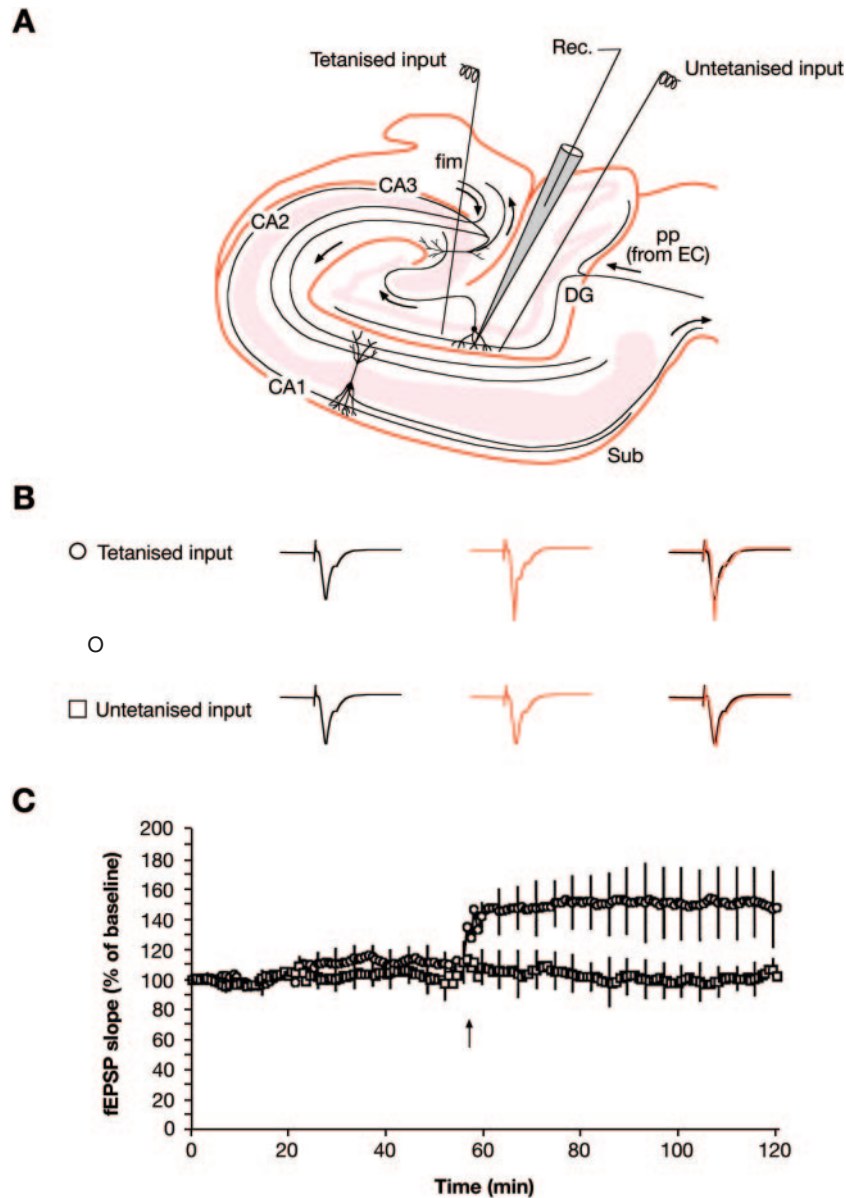 A
Rec.
Tetanised input
Untetanised input
fim
CA3
CA2
pp
(from EC)
DG
CA1
Sub
B
Tetanised input
O
Untetanised input
C
fEPSP slope (% of baseline)
200
180
160
140
120
100
80
60
40
20
0
0 20 40 60 80 100 120
Time (min)